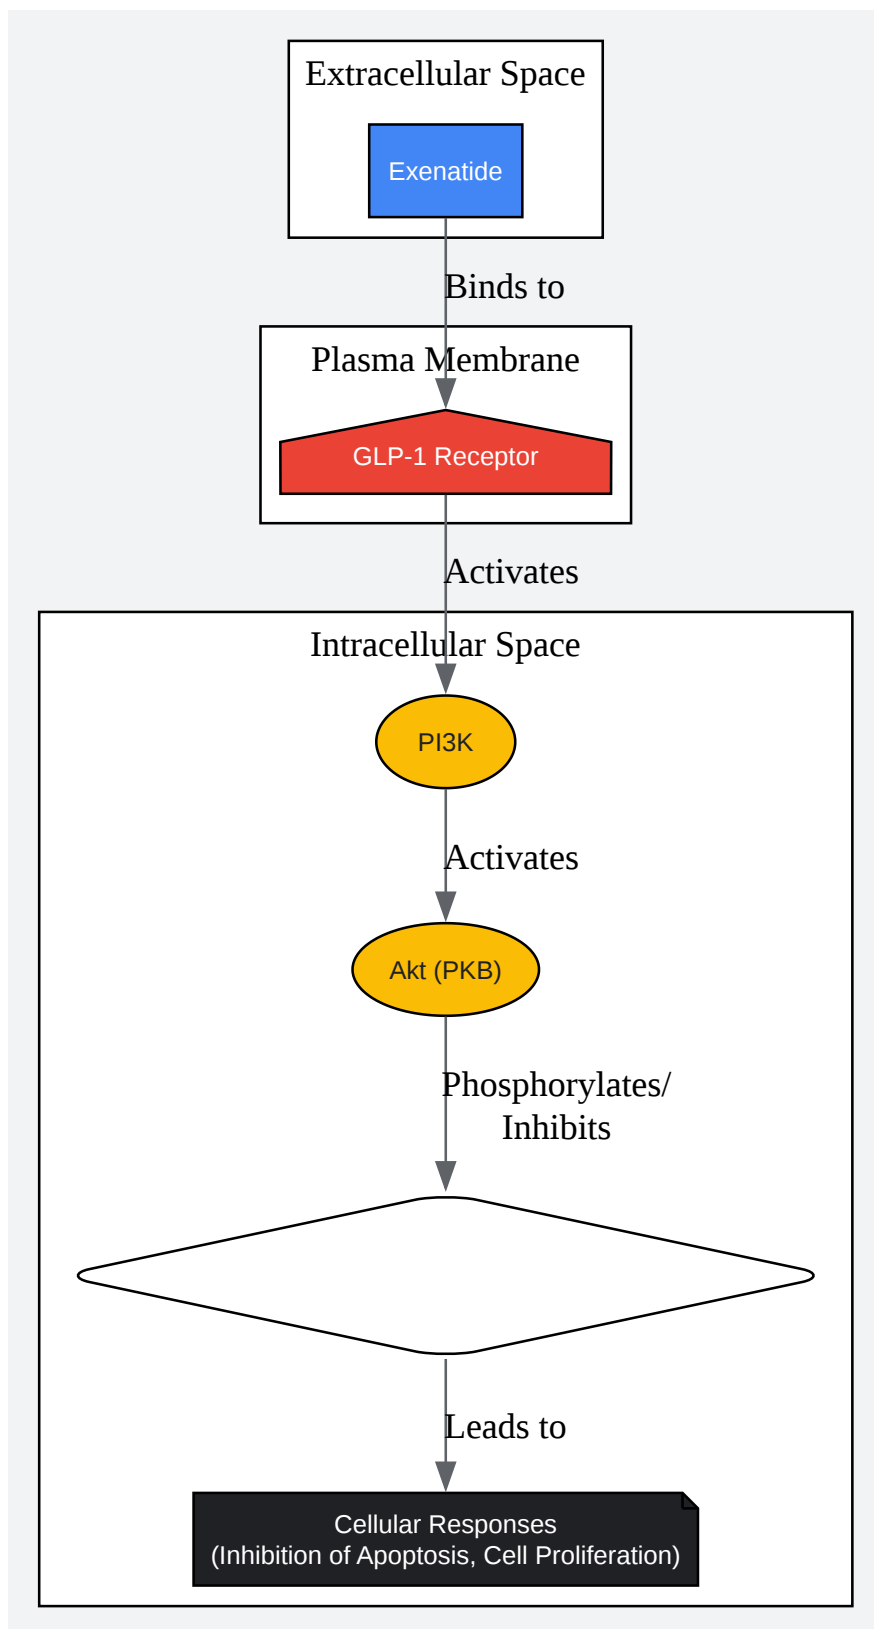 Extracellular Space
Exenatide
Binds to
Plasma Membrane
GLP-1 Receptor
Activates
Intracellular Space
PI3K
Activates
Akt (PKB)
Phosphorylates/
Inhibits
Leads to
Cellular Responses
(Inhibition of Apoptosis, Cell Proliferation)